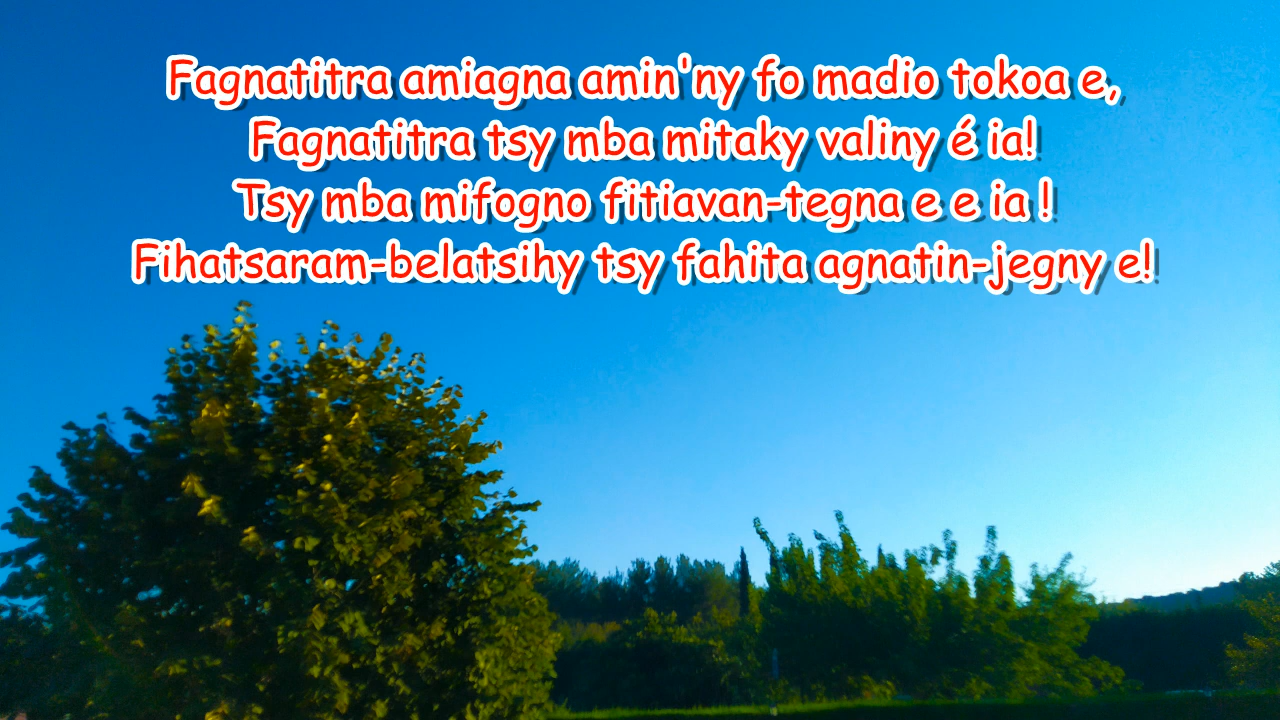 Fagnatitra amiagna amin'ny fo madio tokoa e,
Fagnatitra tsy mba mitaky valiny é ia!
Tsy mba mifogno fitiavan-tegna e e ia !
Fihatsaram-belatsihy tsy fahita agnatin-jegny e!